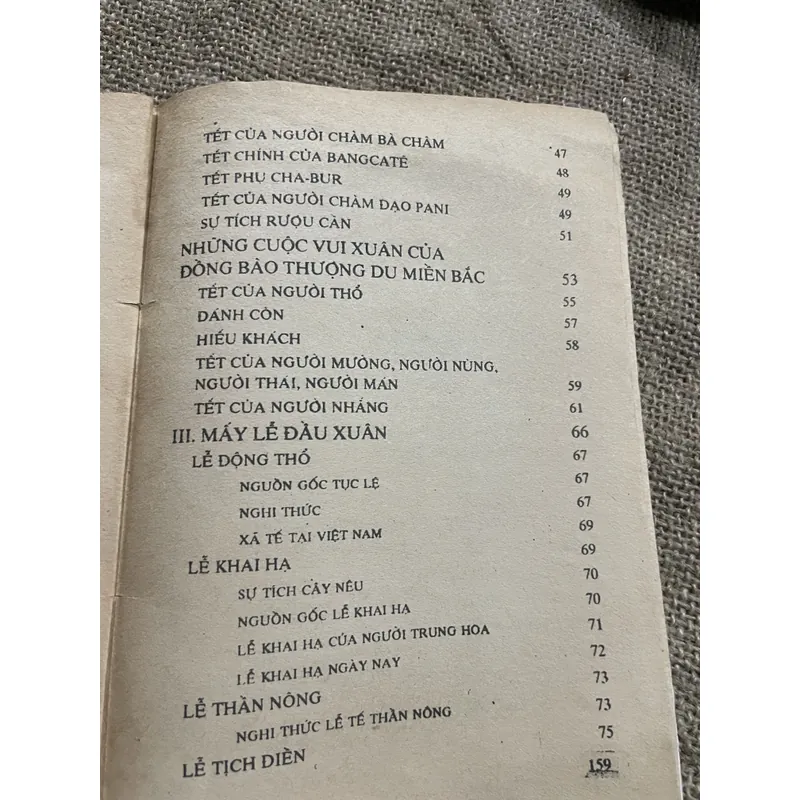 TẾT CỦA NGƯỜI CHÀM BÀ CHÀM 47
TẾT CHÍNH CỦA BANGCATÉ 48
TẾT PHỤ CHA-BUR 49
TẾT CỦA NGƯỜI CHÀM ĐẠO PANI 49
SỰ TÍCH RƯỢU CẦN 51
NHỮNG CUỘC VUI XUÂN CỦA
ĐỒNG BÀO THƯỢNG DU MIỀN BẮC 53
TẾT CỦA NGƯỜI THỔ 55
ĐÁNH CÒN 57
HIẾU KHÁCH 58
TẾT CỦA NGƯỜI MƯỜNG, NGƯỜI NÙNG,
NGƯỜI THÁI, NGƯỜI MÁN 59
TẾT CỦA NGƯỜI NHẮNG 61
III. MẤY LỄ ĐẦU XUÂN 66
LỄ ĐỘNG THỔ 67
NGUỒN GỐC TỤC LỆ 67
NGHI THỨC 67
XÃ TẾ TẠI VIỆT NAM 69
LỄ KHAI HẠ 69
SỰ TÍCH CÂY NÊU 70
NGUỒN GỐC LỄ KHAI HẠ 70
LỄ KHAI HẠ CỦA NGƯỜI TRUNG HOA 71
LỄ KHAI HẠ NGÀY NAY 72
LỄ THẦN NÔNG 73
NGHI THỨC LỄ TẾ THẦN NÔNG 73
LỄ TỊCH ĐIỀN 75
159